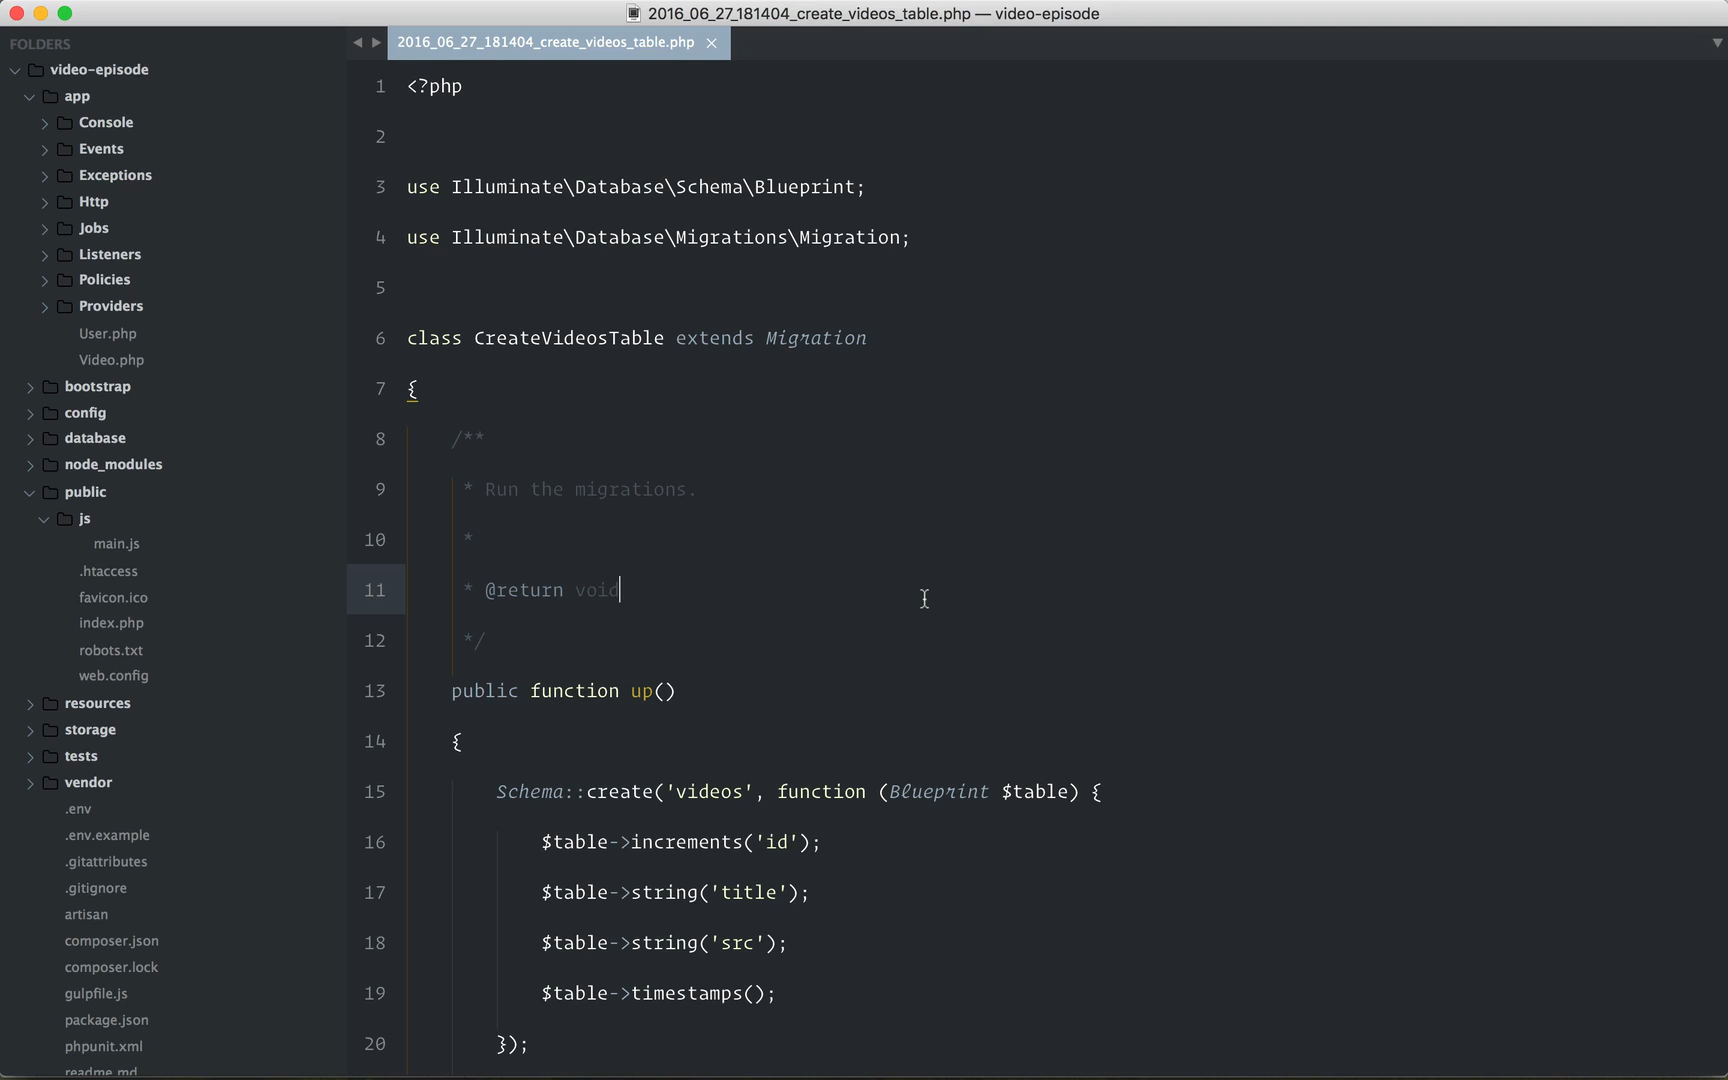 2016_06_27_181404_create_videos_table.php — video-episode
FOLDERS
video-episode
app
Console
Events
Exceptions
Http
Jobs
Listeners
Policies
Providers
User.php
Video.php
bootstrap
config
database
node_modules
public
js
main.js
.htaccess
favicon.ico
index.php
robots.txt
web.config
resources
storage
tests
vendor
.env
.env.example
.gitattributes
.gitignore
artisan
composer.json
composer.lock
gulpfile.js
package.json
phpunit.xml
readme.md
2016_06_27_181404_create_videos_table.php
1 <?php
2
3 use Illuminate\Database\Schema\Blueprint;
4 use Illuminate\Database\Migrations\Migration;
5
6 class CreateVideosTable extends Migration
7 {
8 /**
9 * Run the migrations.
10 *
11 * @return void
12 */
13 public function up()
14 {
15 Schema::create('videos', function (Blueprint $table) {
16 $table->increments('id');
17 $table->string('title');
18 $table->string('src');
19 $table->timestamps();
20 });